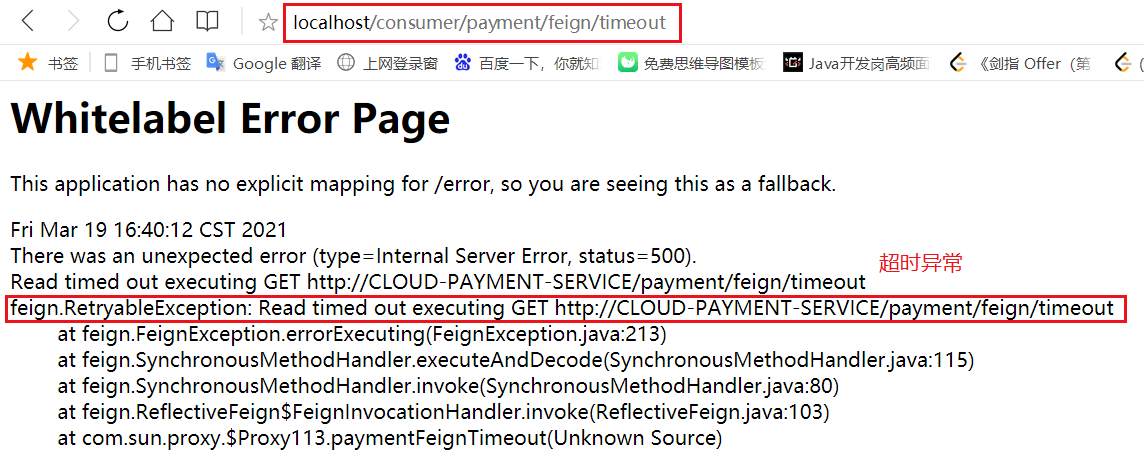 localhost/consumer/payment/feign/timeout
书签 手机书签 Google 翻译 上网登录窗 百度一下，你就知 免费思维导图模板 Java开发岗高频面 《剑指 Offer（第
Whitelabel Error Page
This application has no explicit mapping for /error, so you are seeing this as a fallback.
Fri Mar 19 16:40:12 CST 2021
There was an unexpected error (type=Internal Server Error, status=500).
超时异常
Read timed out executing GET http://CLOUD-PAYMENT-SERVICE/payment/feign/timeout
feign.RetryableException: Read timed out executing GET http://CLOUD-PAYMENT-SERVICE/payment/feign/timeout
at feign.FeignException.errorExecuting(FeignException.java:213)
at feign.SynchronousMethodHandler.executeAndDecode(SynchronousMethodHandler.java:115)
at feign.SynchronousMethodHandler.invoke(SynchronousMethodHandler.java:80)
at feign.ReflectiveFeign$FeignInvocationHandler.invoke(ReflectiveFeign.java:103)
at com.sun.proxy.$Proxy113.paymentFeignTimeout(Unknown Source)